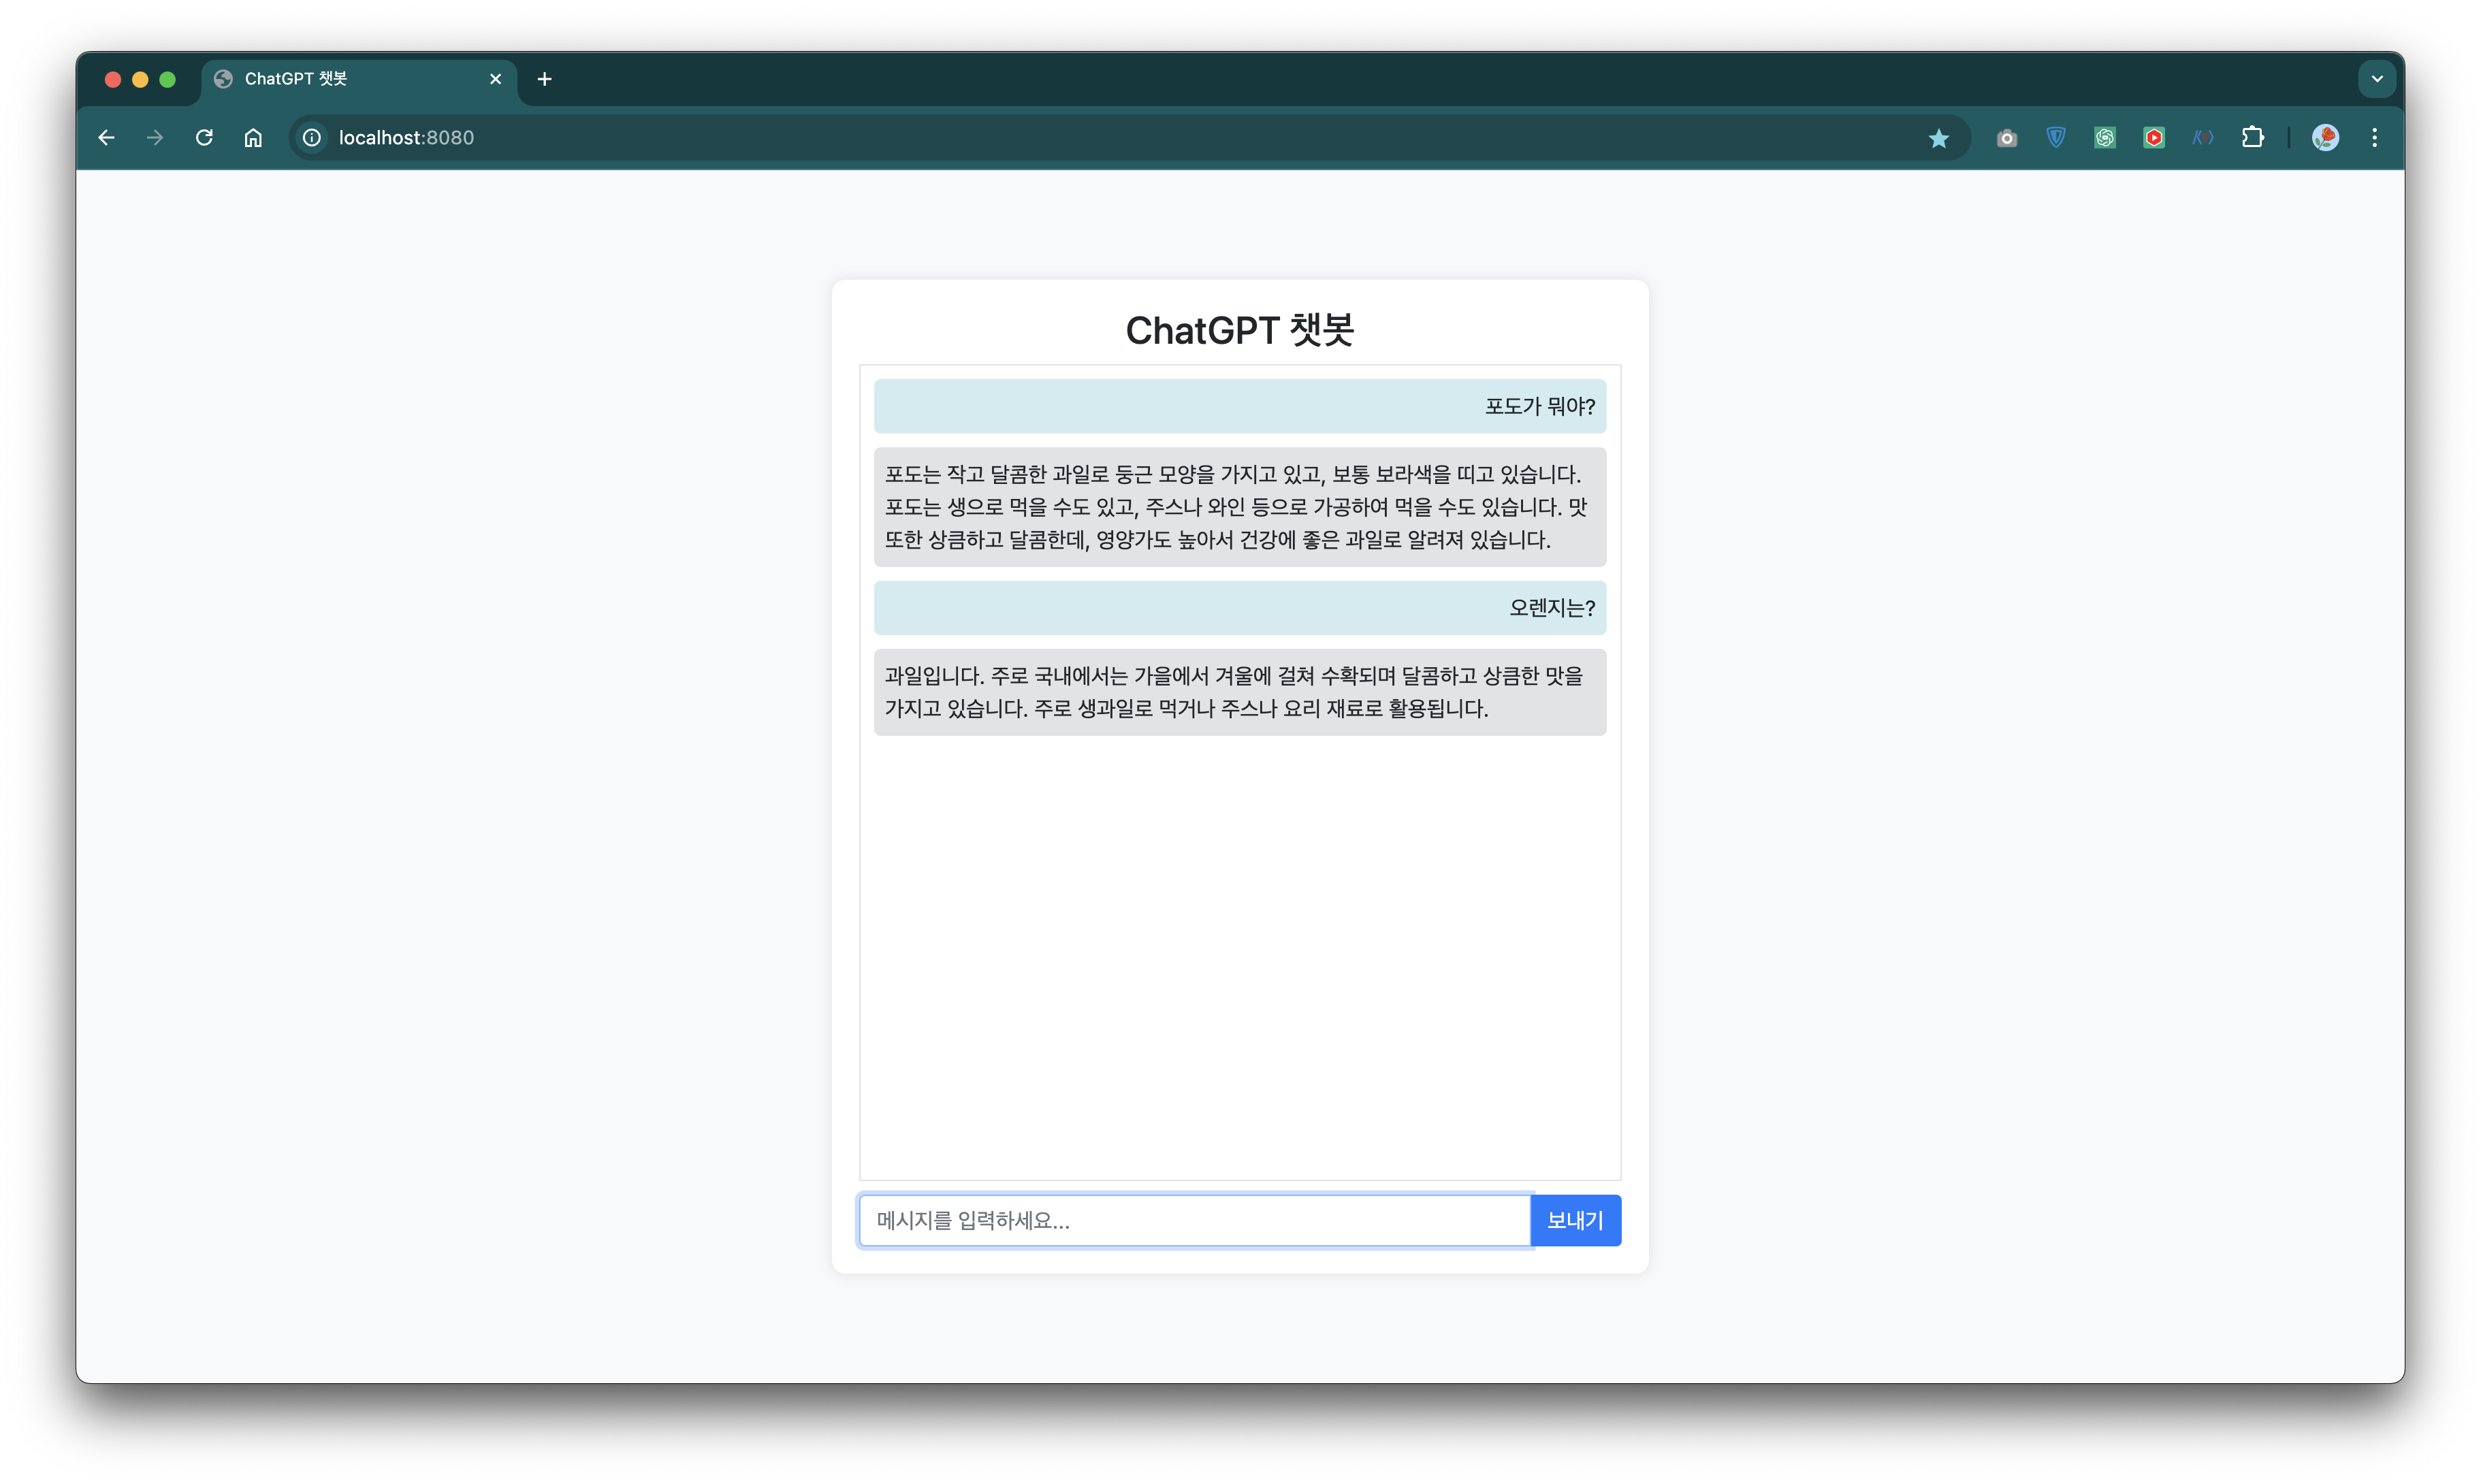 ChatGPT 챗봇
localhost:8080
ChatGPT 챗봇
포도가 뭐야?
포도는 작고 달콤한 과일로 둥근 모양을 가지고 있고, 보통 보라색을 띠고 있습니다.
포도는 생으로 먹을 수도 있고, 주스나 와인 등으로 가공하여 먹을 수도 있습니다. 맛
또한 상큼하고 달콤한데, 영양가도 높아서 건강에 좋은 과일로 알려져 있습니다.
오렌지는?
과일입니다. 주로 국내에서는 가을에서 겨울에 걸쳐 수확되며 달콤하고 상큼한 맛을
가지고 있습니다. 주로 생과일로 먹거나 주스나 요리 재료로 활용됩니다.
메시지를 입력하세요...
보내기